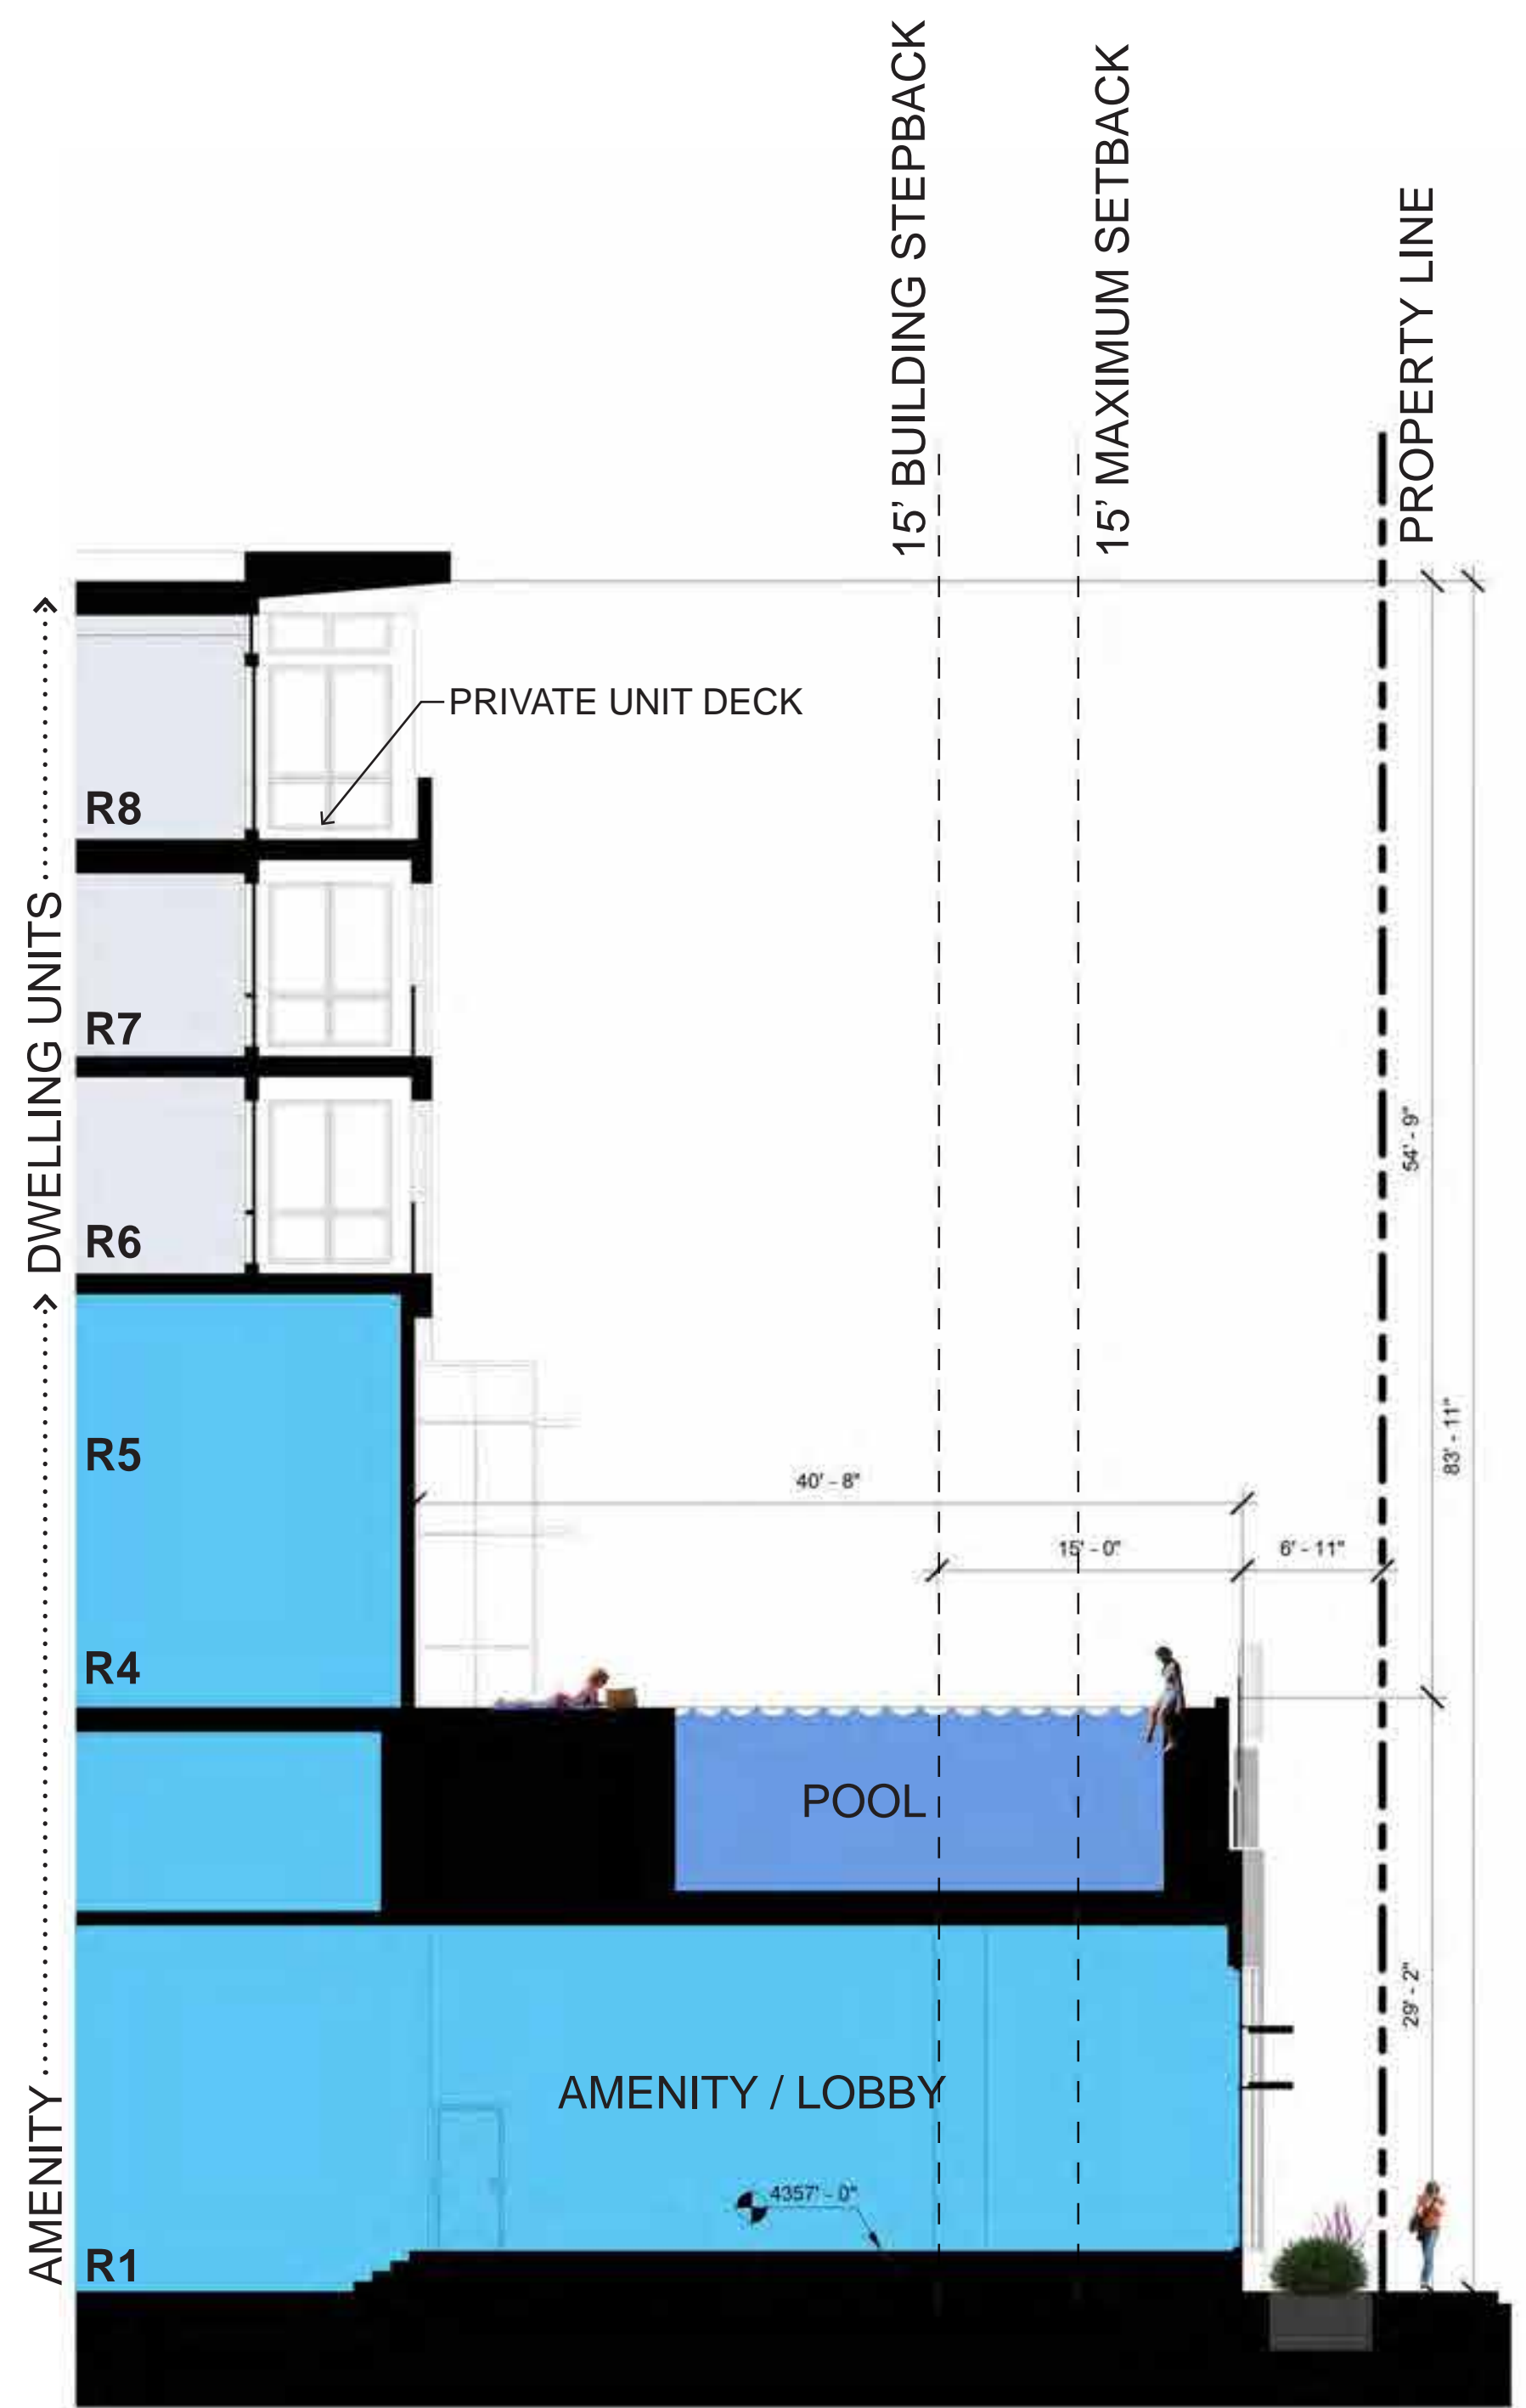 15’ BUILDING STEPBACK
15’ MAXIMUM SETBACK
PROPERTY LINE
PRIVATE UNIT DECK
R8
DWELLING UNITS
R7
54' - 9"
R6
83' - 11"
R5
40' - 8"
15' - 0"
6' - 11"
R4
POOL
29' - 2"
AMENITY / LOBBY
4357' - 0"
AMENITY
R1